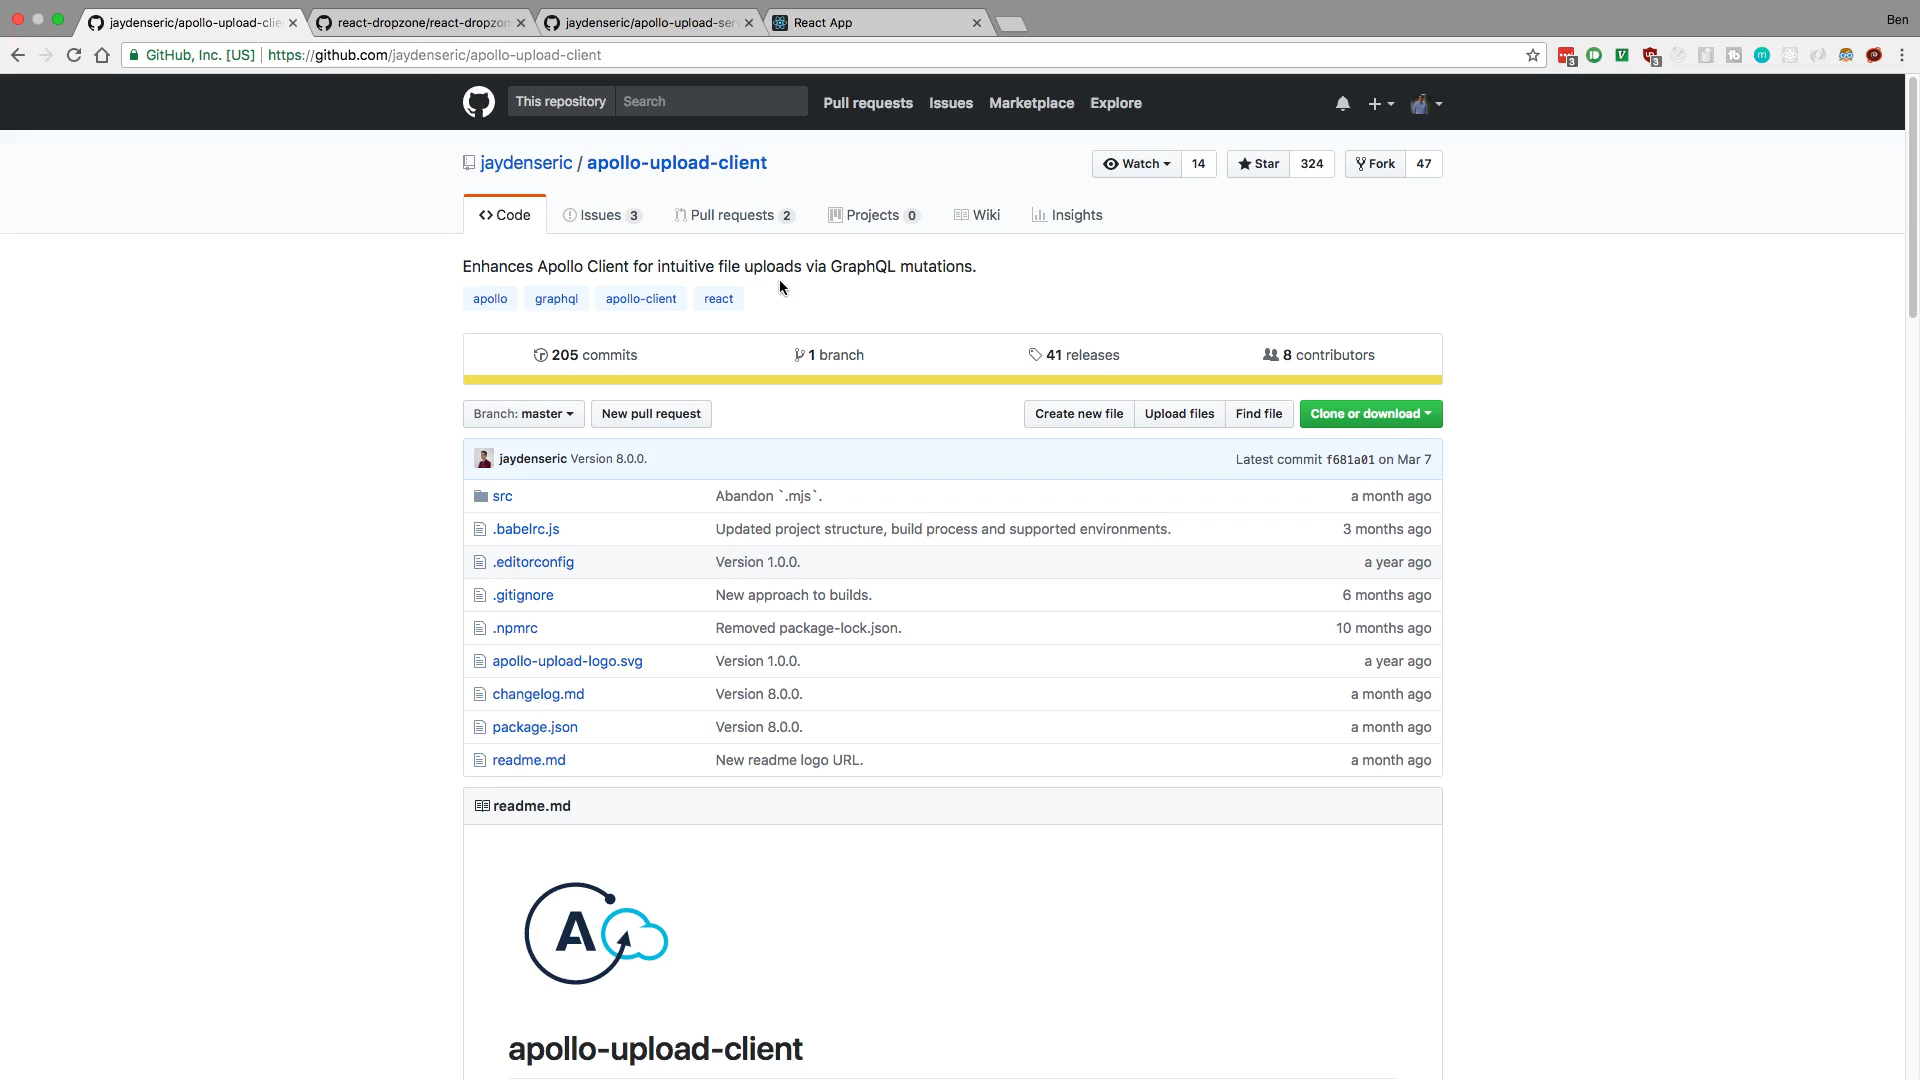 jaydenseric/apollo-upload-clie
react-dropzone/react-dropzon
jaydenseric/apollo-upload-ser
React App
Ben
GitHub, Inc. [US]
https://github.com/jaydenseric/apollo-upload-client
3
3
This repository
Search
Pull requests
Issues
Marketplace
Explore
jaydenseric / apollo-upload-client
Watch 14
Star 324
Fork 47
Code
Issues 3
Pull requests 2
Projects 0
Wiki
Insights
Enhances Apollo Client for intuitive file uploads via GraphQL mutations.
apollo
graphql
apollo-client
react
205 commits
1 branch
41 releases
8 contributors
Branch: master
New pull request
Create new file
Upload files
Find file
Clone or download
jaydenseric Version 8.0.0.
Latest commit f681a01 on Mar 7
src
Abandon `.mjs`.
a month ago
.babelrc.js
Updated project structure, build process and supported environments.
3 months ago
.editorconfig
Version 1.0.0.
a year ago
.gitignore
New approach to builds.
6 months ago
.npmrc
Removed package-lock.json.
10 months ago
apollo-upload-logo.svg
Version 1.0.0.
a year ago
changelog.md
Version 8.0.0.
a month ago
package.json
Version 8.0.0.
a month ago
readme.md
New readme logo URL.
a month ago
readme.md
A
apollo-upload-client